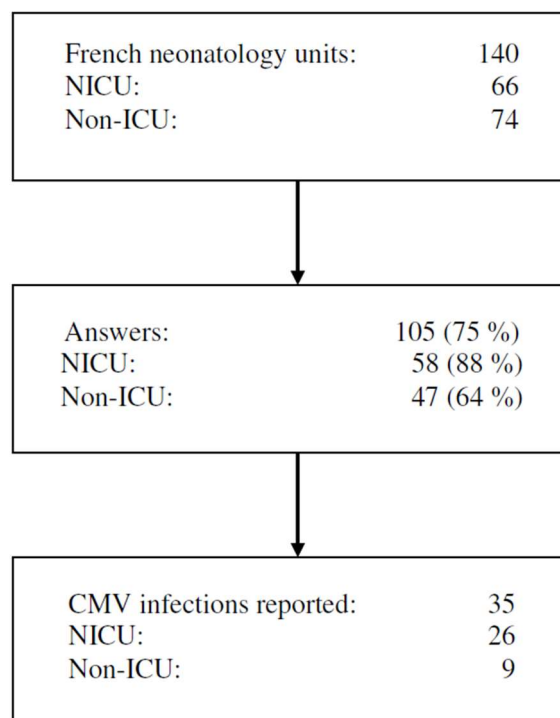 French neonatology units: 140
NICU: 66
Non-ICU: 74
Answers: 105 (75 %)
NICU: 58 (88 %)
Non-ICU: 47 (64 %)
CMV infections reported: 35
NICU: 26
Non-ICU: 9